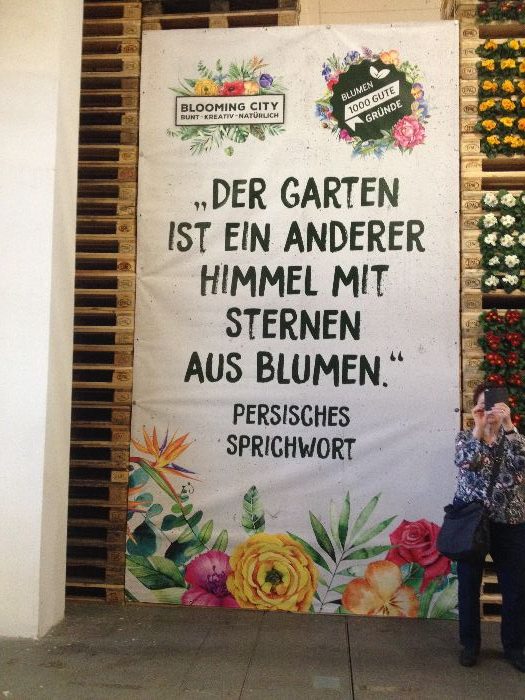 BLOOMING CITY
BUNT · KREATIV · NATÜRLICH
BLUMEN
1000 GUTE
GRÜNDE
„DER GARTEN
IST EIN ANDERER
HIMMEL MIT
STERNEN
AUS BLUMEN.“
PERSISCHES
SPRICHWORT